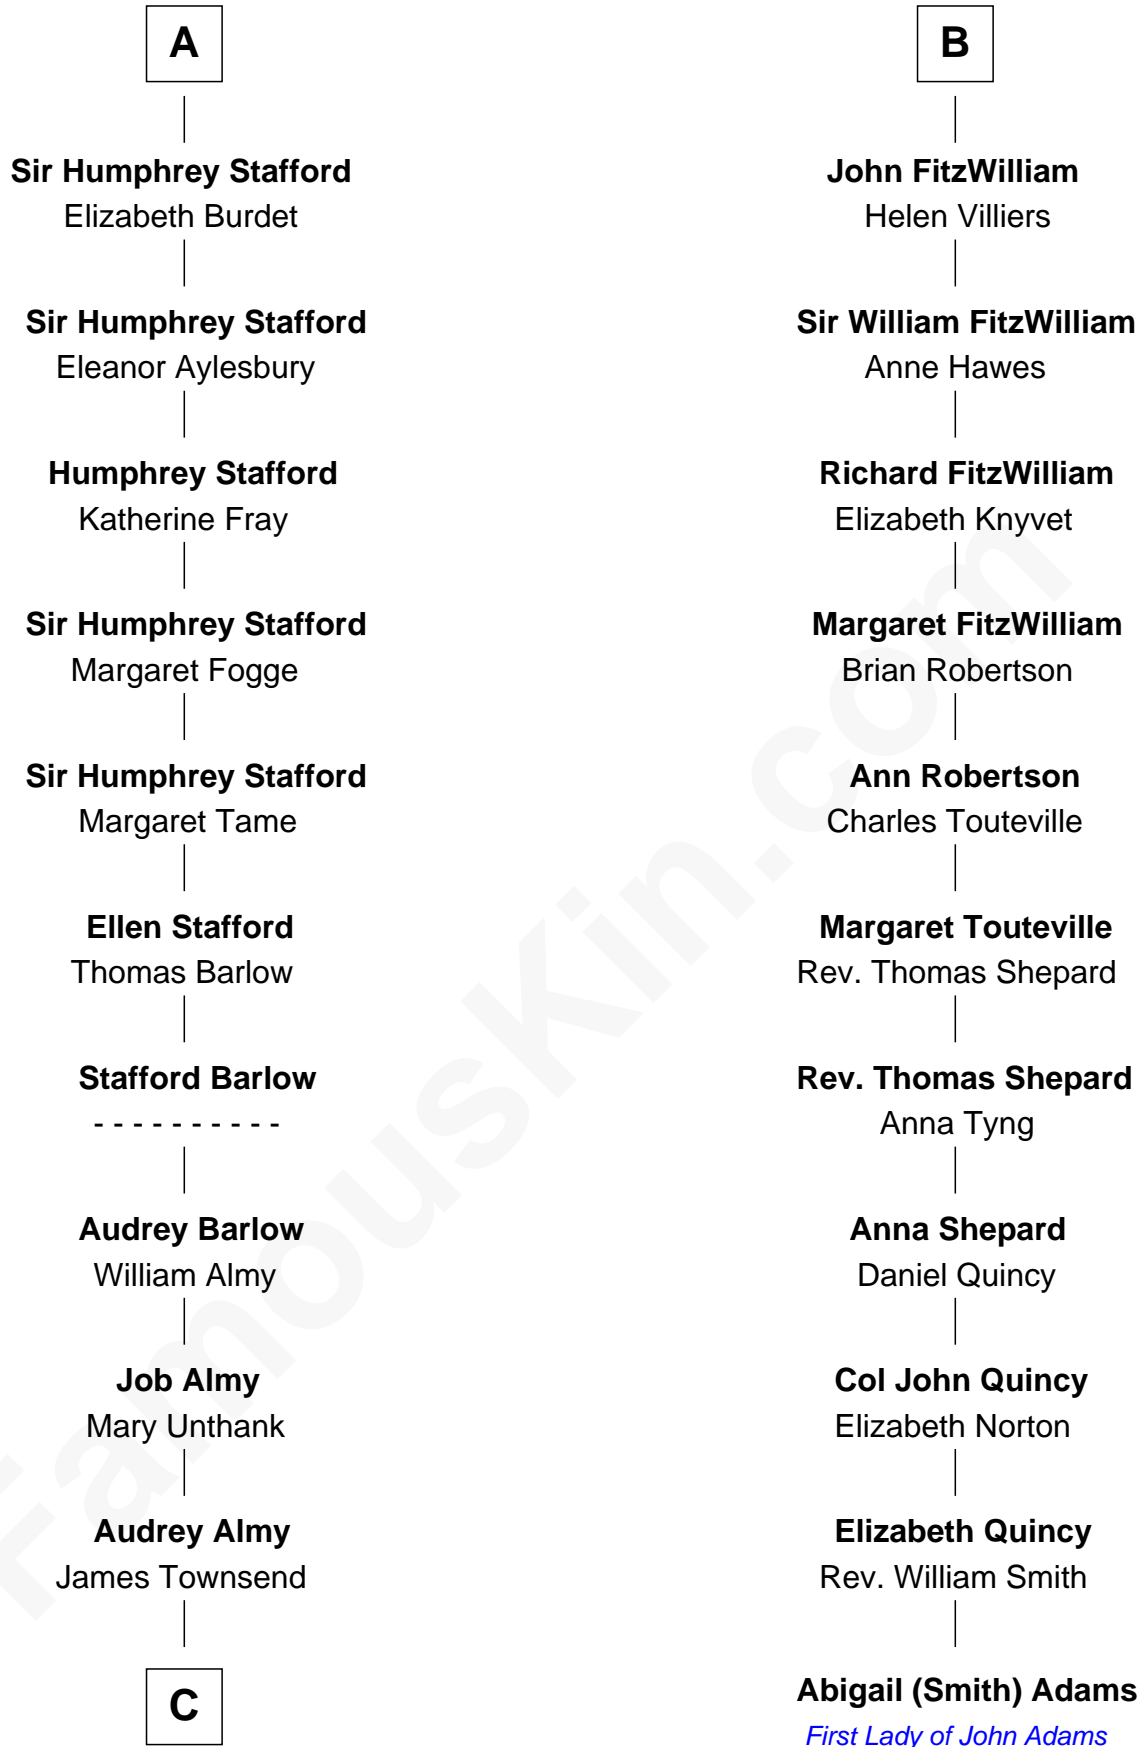 A
Sir Humphrey Stafford
Elizabeth Burdet
Sir Humphrey Stafford
Eleanor Aylesbury
Humphrey Stafford
Katherine Fray
Sir Humphrey Stafford
Margaret Fogge
Sir Humphrey Stafford
Margaret Tame
Ellen Stafford
Thomas Barlow
Stafford Barlow
- - - - - - - - - -
Audrey Barlow
William Almy
Job Almy
Mary Unthank
Audrey Almy
James Townsend
C
B
John FitzWilliam
Helen Villiers
Sir William FitzWilliam
Anne Hawes
Richard FitzWilliam
Elizabeth Knyvet
Margaret FitzWilliam
Brian Robertson
Ann Robertson
Charles Touteville
Margaret Touteville
Rev. Thomas Shepard
Rev. Thomas Shepard
Anna Tyng
Anna Shepard
Daniel Quincy
Col John Quincy
Elizabeth Norton
Elizabeth Quincy
Rev. William Smith
Abigail (Smith) Adams
First Lady of John Adams
FamousKin.com